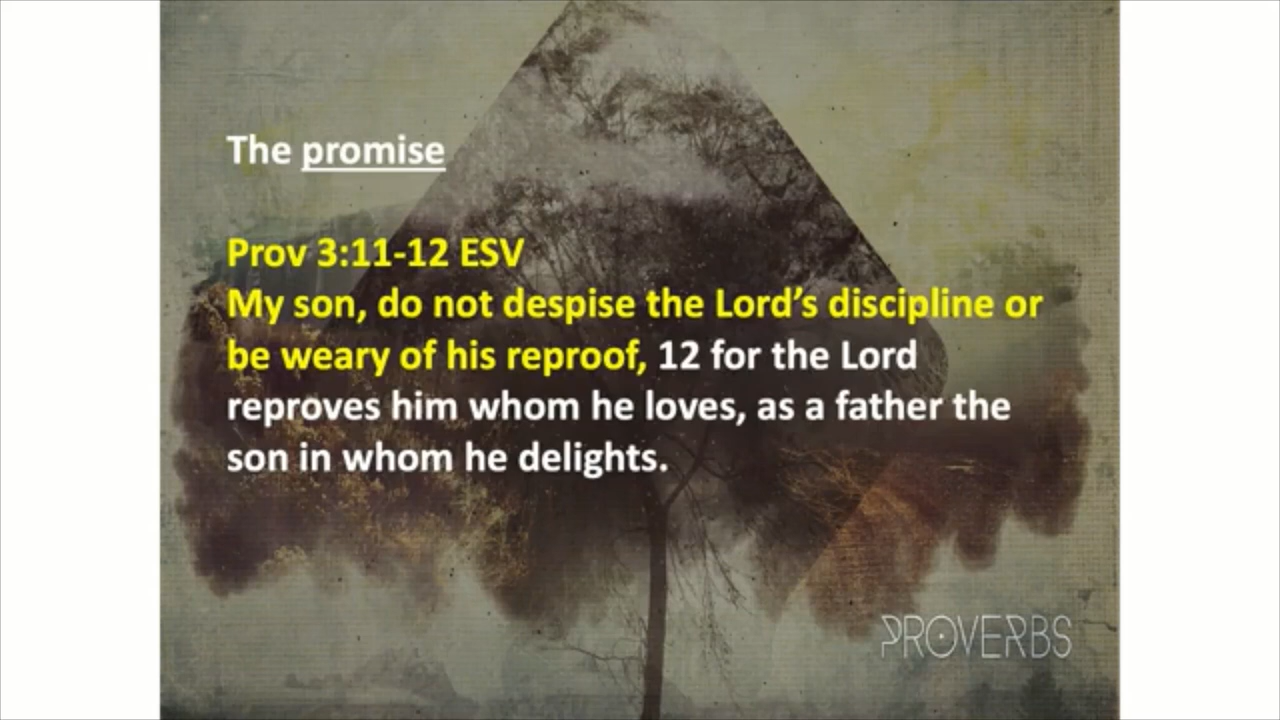 The promise
Prov 3:11-12 ESV
My son, do not despise the Lord’s discipline or
be weary of his reproof, 12 for the Lord
reproves him whom he loves, as a father the
son in whom he delights.
PROVERBS